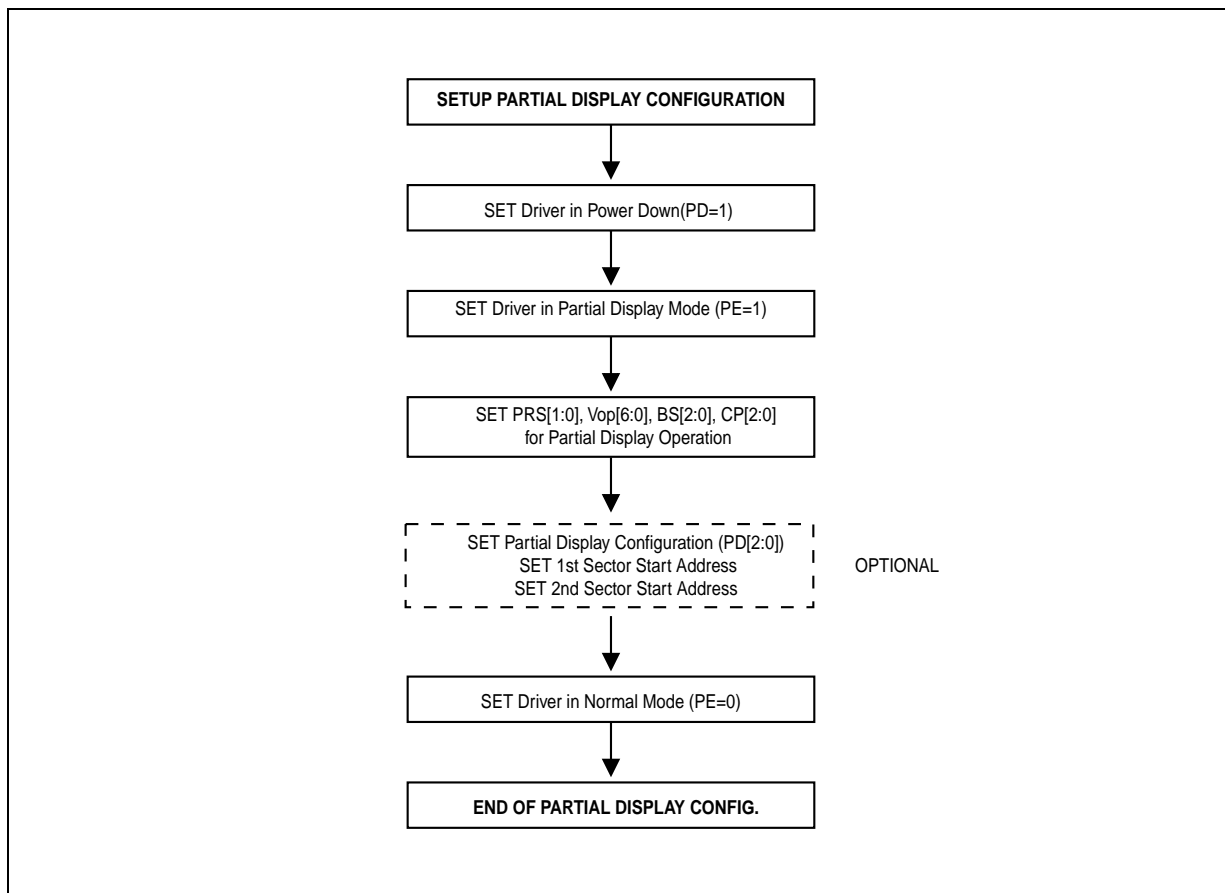 SETUP PARTIAL DISPLAY CONFIGURATION
SET Driver in Power Down(PD=1)
SET Driver in Partial Display Mode (PE=1)
SET PRS[1:0], Vop[6:0], BS[2:0], CP[2:0]
for Partial Display Operation
SET Partial Display Configuration (PD[2:0])
SET 1st Sector Start Address
SET 2nd Sector Start Address
OPTIONAL
SET Driver in Normal Mode (PE=0)
END OF PARTIAL DISPLAY CONFIG.